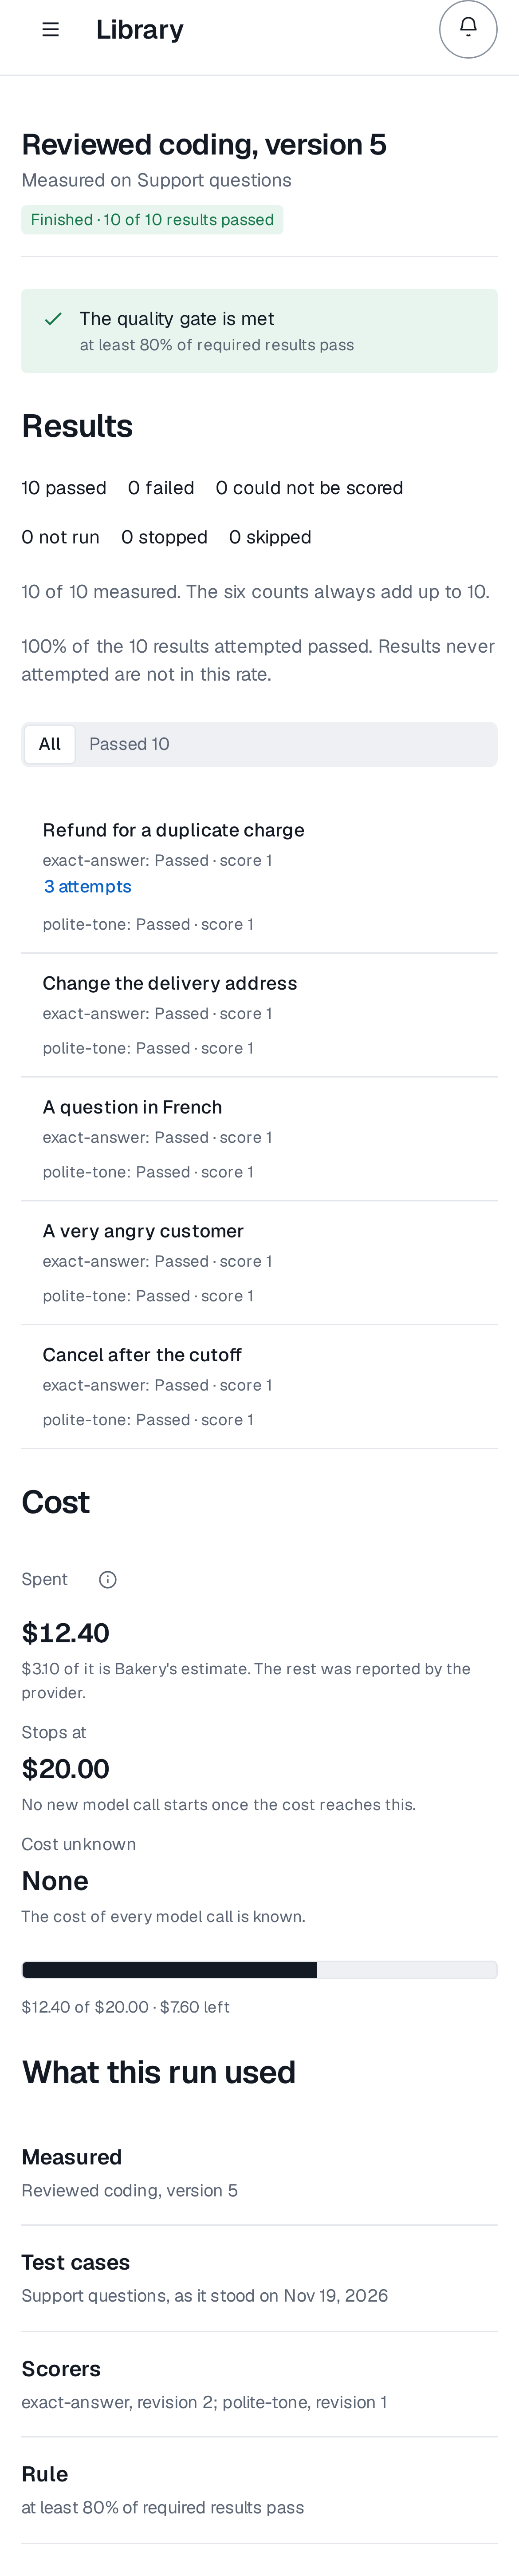 Library
Reviewed coding, version 5
Measured on Support questions
Finished · 10 of 10 results passed
The quality gate is met
at least 80% of required results pass
Results
10 passed 0 failed 0 could not be scored
0 not run 0 stopped 0 skipped
10 of 10 measured. The six counts always add up to 10.
100% of the 10 results attempted passed. Results never
attempted are not in this rate.
All Passed 10
Refund for a duplicate charge
exact-answer: Passed · score 1
3 attempts
polite-tone: Passed · score 1
Change the delivery address
exact-answer: Passed · score 1
polite-tone: Passed · score 1
A question in French
exact-answer: Passed · score 1
polite-tone: Passed · score 1
A very angry customer
exact-answer: Passed · score 1
polite-tone: Passed · score 1
Cancel after the cutoff
exact-answer: Passed · score 1
polite-tone: Passed · score 1
Cost
Spent
$12.40
$3.10 of it is Bakery's estimate. The rest was reported by the
provider.
Stops at
$20.00
No new model call starts once the cost reaches this.
Cost unknown
None
The cost of every model call is known.
$12.40 of $20.00 · $7.60 left
What this run used
Measured
Reviewed coding, version 5
Test cases
Support questions, as it stood on Nov 19, 2026
Scorers
exact-answer, revision 2; polite-tone, revision 1
Rule
at least 80% of required results pass